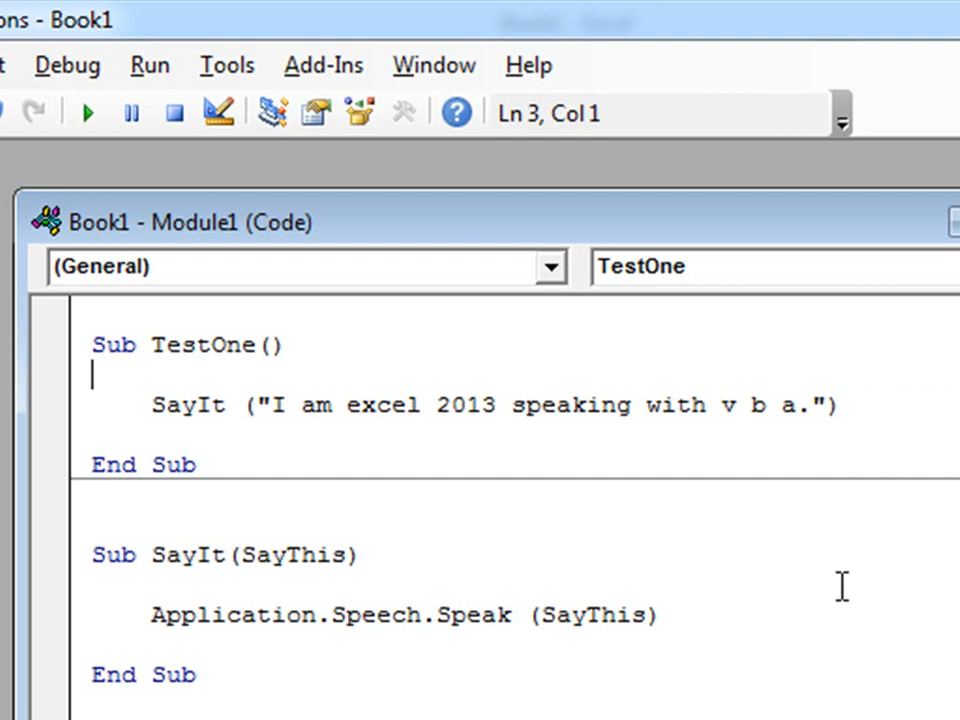 ons - Book1
t Debug Run Tools Add-Ins Window Help
Ln 3, Col 1
Book1 - Module1 (Code)
(General) TestOne
Sub TestOne()
SayIt ("I am excel 2013 speaking with v b a.")
End Sub
Sub SayIt(SayThis)
Application.Speech.Speak (SayThis)
End Sub